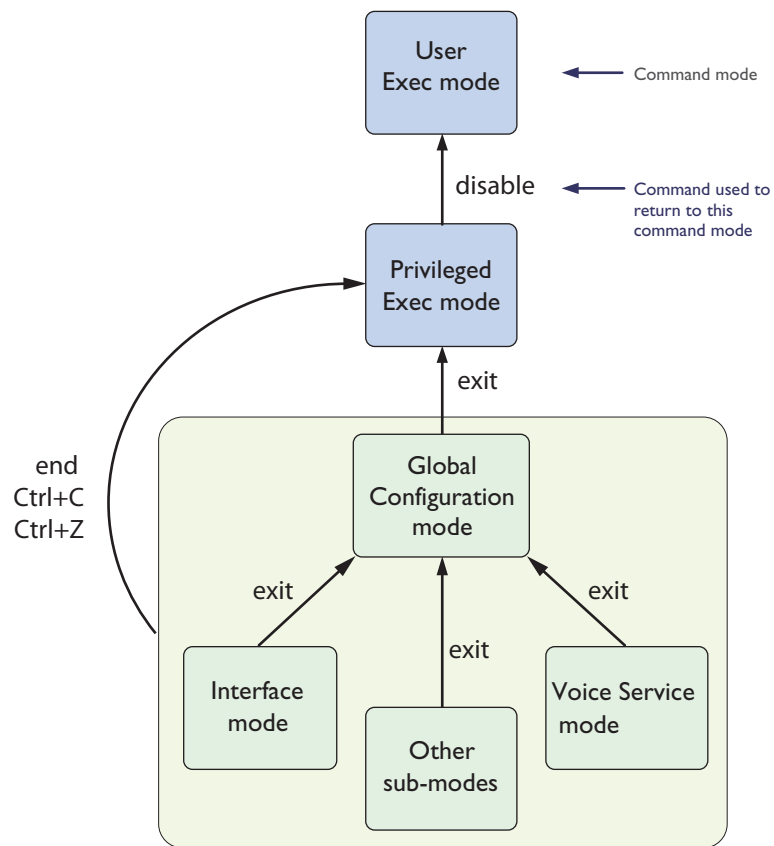 User
Exec mode
Command mode
disable
Command used to
return to this
command mode
Privileged
Exec mode
exit
end
Ctrl+C
Ctrl+Z
Global
Configuration
mode
exit
exit
exit
Interface
mode
Other
sub-modes
Voice Service
mode